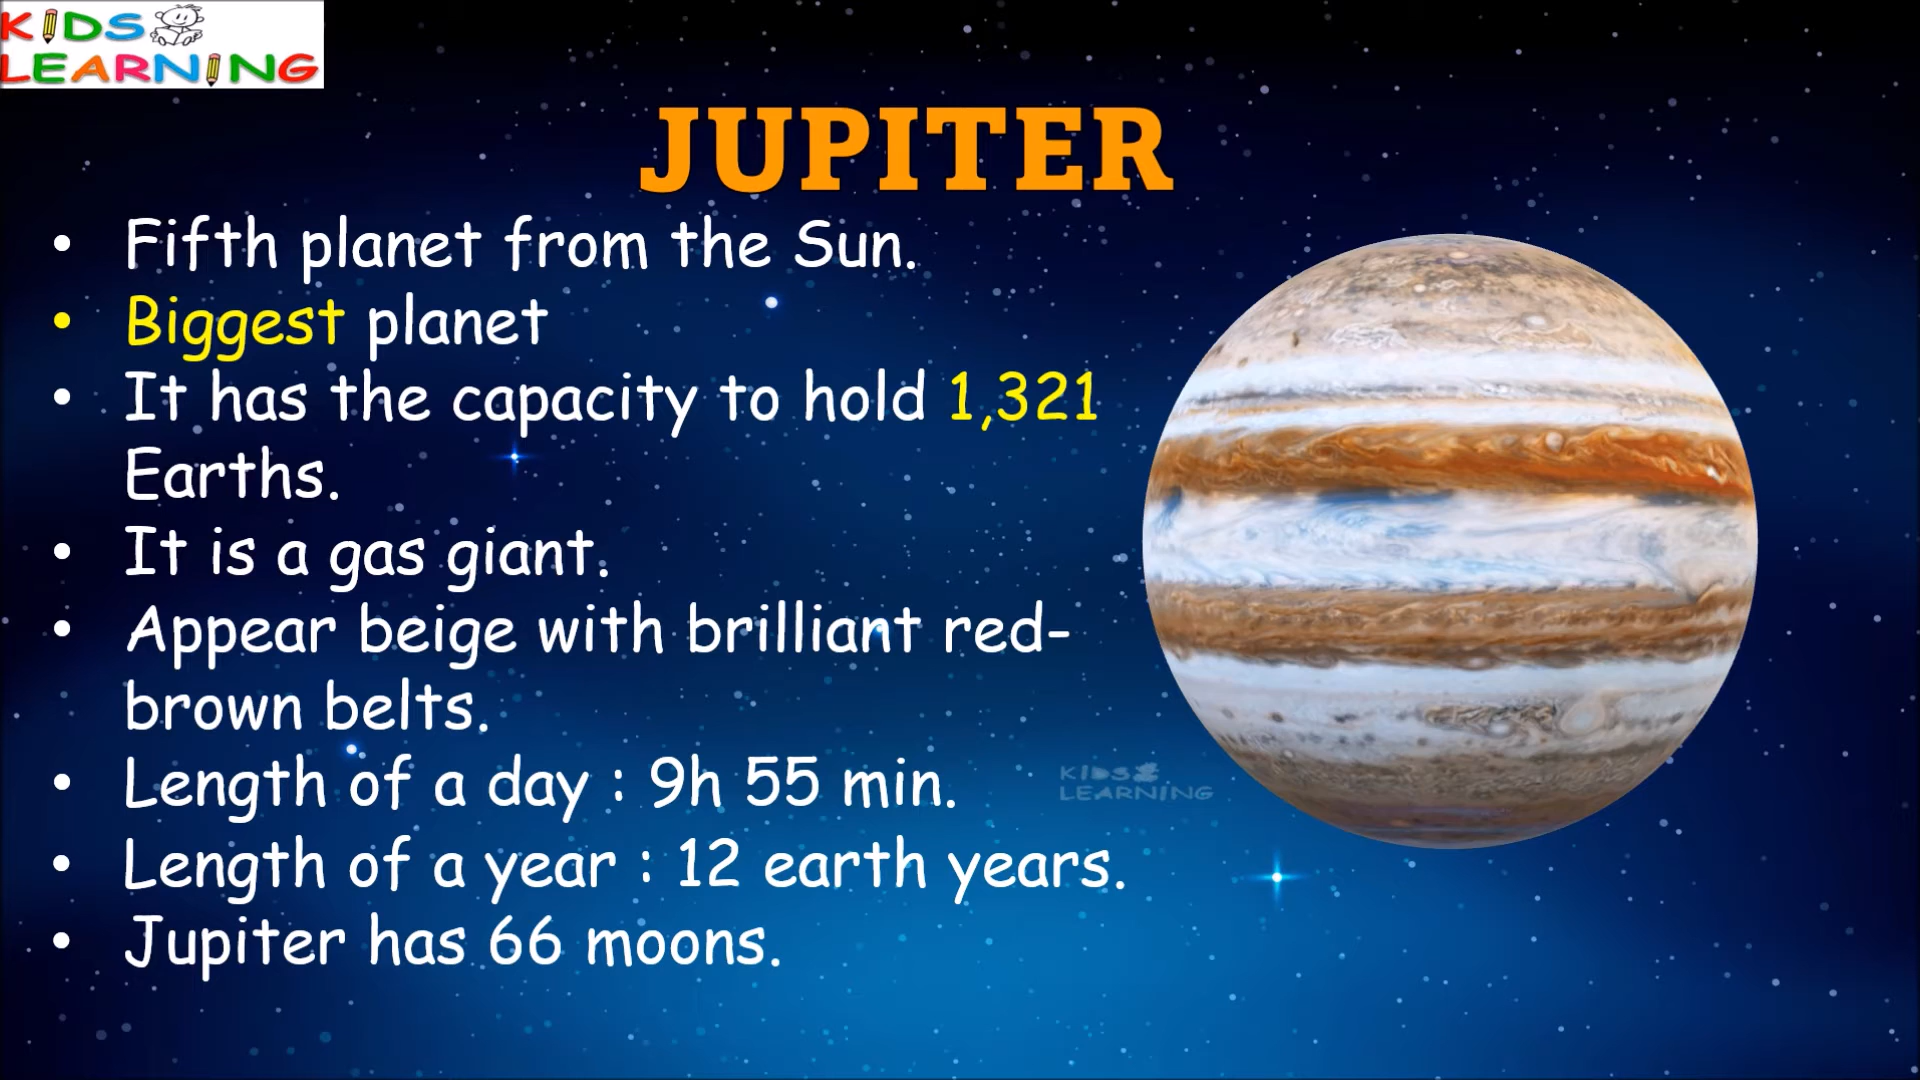 KIDS
LEARNING
JUPITER
• Fifth planet from the Sun.
• Biggest planet
• It has the capacity to hold 1,321
Earths.
• It is a gas giant.
• Appear beige with brilliant red-
brown belts.
• Length of a day : 9h 55 min.
KIDS
LEARNING
• Length of a year : 12 earth years.
• Jupiter has 66 moons.